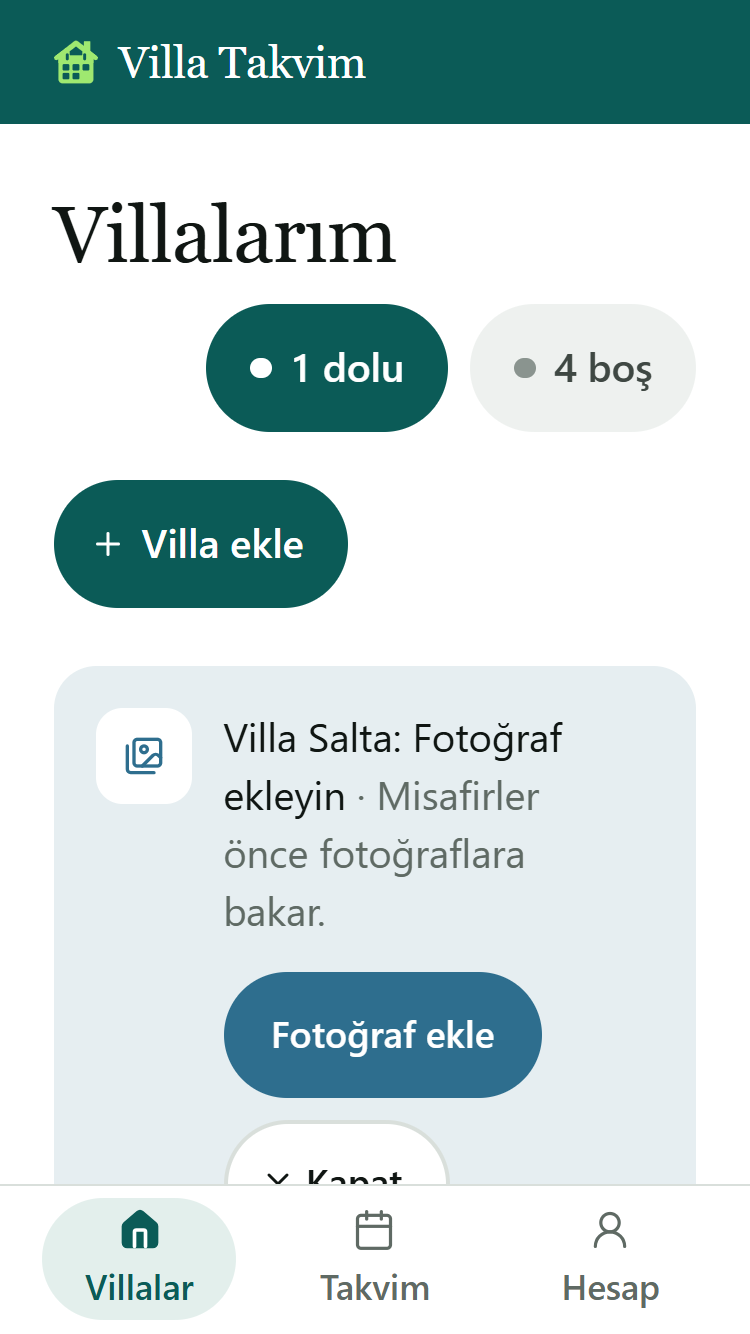 Villa Takvim
Villalarım
1 dolu
4 boş
+ Villa ekle
Villa Salta: Fotoğraf
ekleyin · Misafirler
önce fotoğraflara
bakar.
Fotoğraf ekle
Kapat
Villalar
Takvim
Hesap